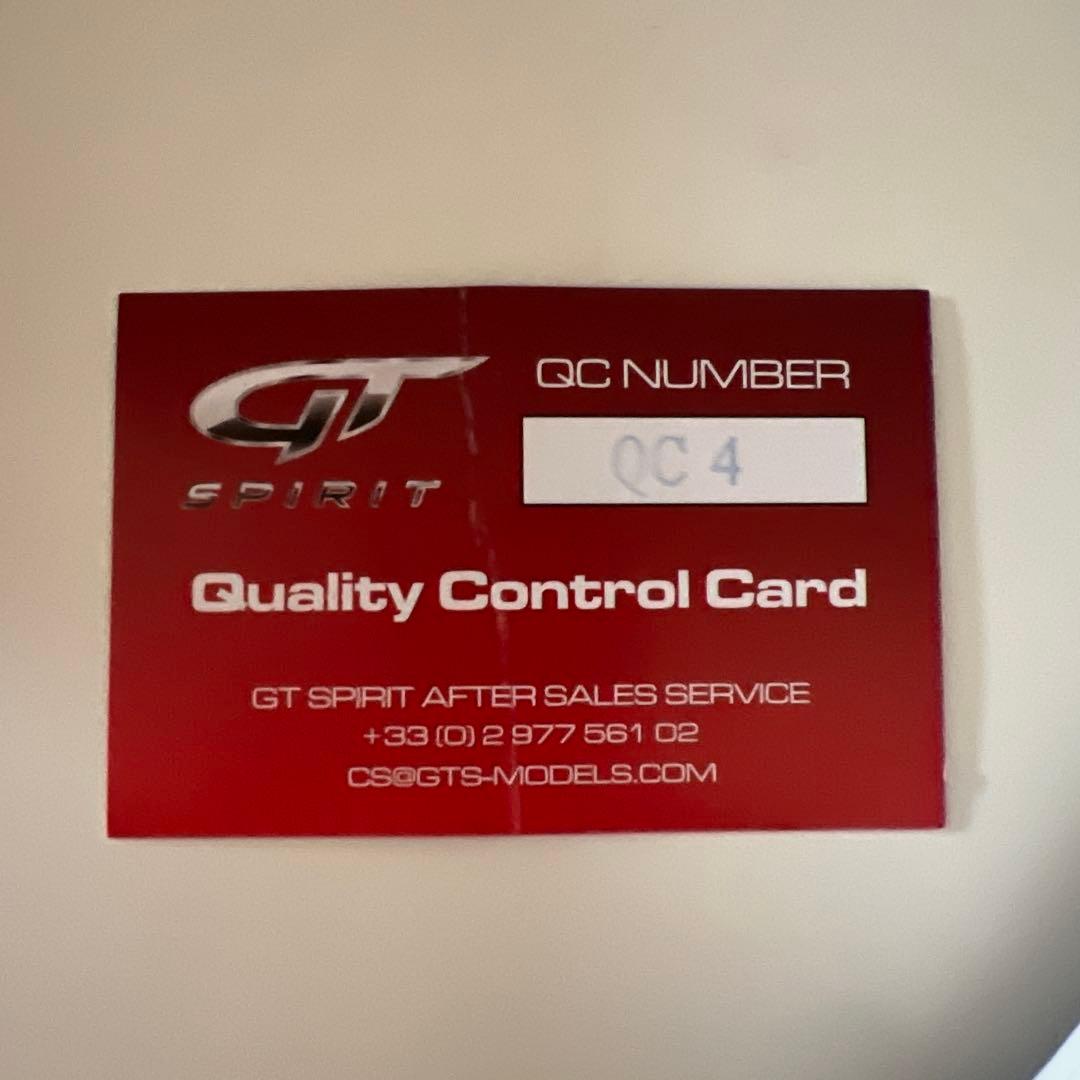 GT
SPIRIT
QC NUMBER
QC 4
Quality Control Card
GT SPIRIT AFTER SALES SERVICE
+33 (0) 2 977 561 02
CS@GTS-MODELS.COM